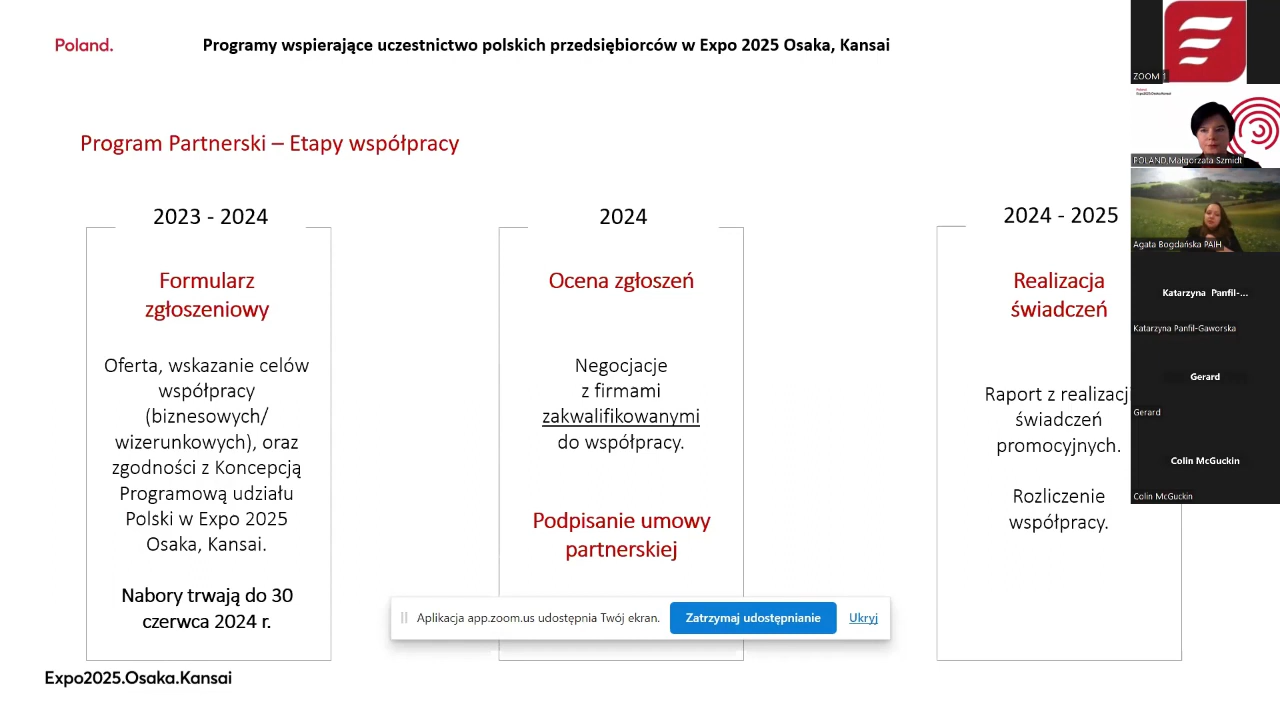 Poland.
Programy wspierające uczestnictwo polskich przedsiębiorców w Expo 2025 Osaka, Kansai
Program Partnerski – Etapy współpracy
2023 - 2024
Formularz
zgłoszeniowy
Oferta, wskazanie celów
współpracy
(biznesowych/
wizerunkowych), oraz
zgodności z Koncepcją
Programową udziału
Polski w Expo 2025
Osaka, Kansai.
Nabory trwają do 30
czerwca 2024 r.
2024
Ocena zgłoszeń
Negocjacje
z firmami
zakwalifikowanymi
do współpracy.
Podpisanie umowy
partnerskiej
2024 - 2025
Realizacja
świadczeń
Raport z realizacji
świadczeń
promocyjnych.
Rozliczenie
współpracy.
Aplikacja app.zoom.us udostępnia Twój ekran.
Zatrzymaj udostępnianie
Ukryj
Expo2025.Osaka.Kansai
ZOOM 1
POLAND Małgorzata Szmidt
Agata Bogdańska PAIH
Katarzyna Panfil-...
Katarzyna Panfil-Gaworska
Gerard
Gerard
Colin McGuckin
Colin McGuckin